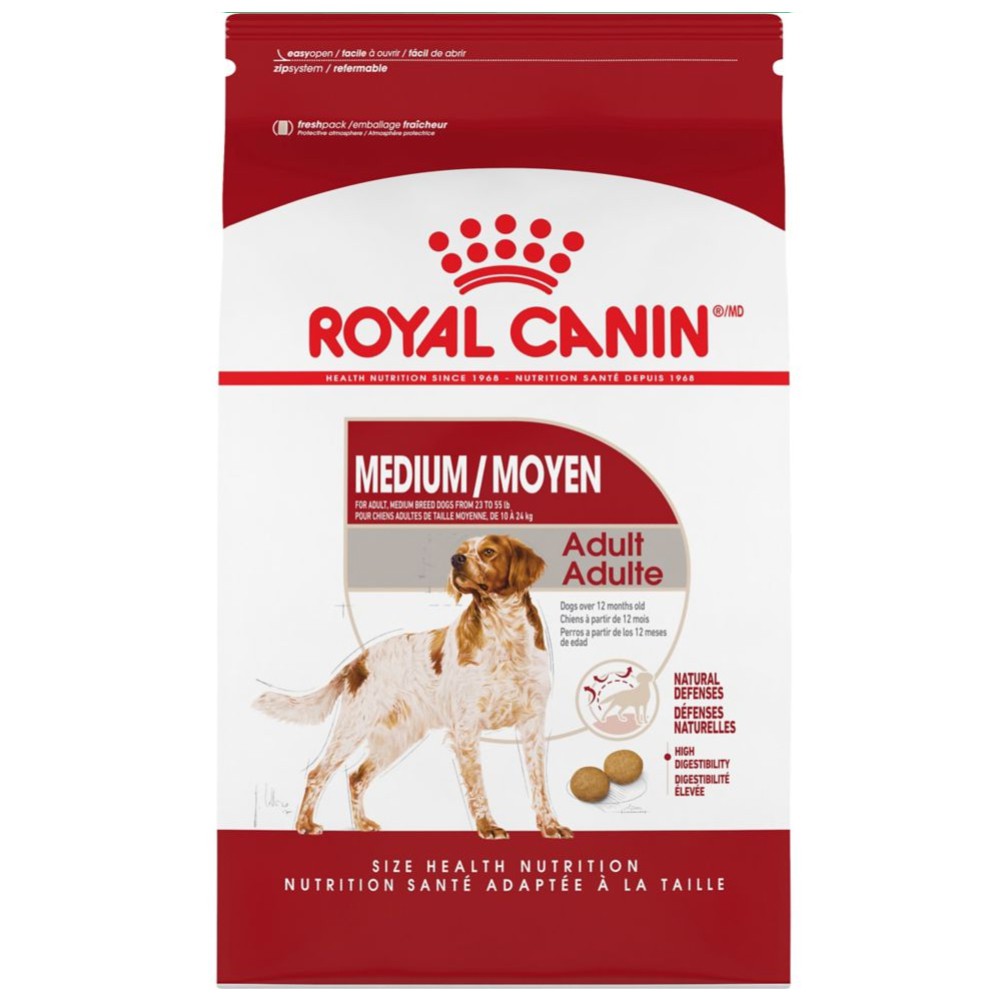 easyopen / facile à ouvrir / fácil de abrir
zipsystem / refermable
freshpack / emballage fraîcheur
Protective atmosphere / Atmosphère protectrice
ROYAL CANIN ®/MD
HEALTH NUTRITION SINCE 1968 - NUTRITION SANTÉ DEPUIS 1968
MEDIUM / MOYEN
FOR ADULT, MEDIUM BREED DOGS FROM 23 TO 55 lb
POUR CHIENS ADULTES DE TAILLE MOYENNE, DE 10 À 24 kg
Adult
Adulte
Dogs over 12 months old
Chiens à partir de 12 mois
Perros a partir de los 12 meses
de edad
NATURAL
DEFENSES
DÉFENSES
NATURELLES
HIGH
DIGESTIBILITY
DIGESTIBILITÉ
ÉLEVÉE
SIZE HEALTH NUTRITION
NUTRITION SANTÉ ADAPTÉE À LA TAILLE